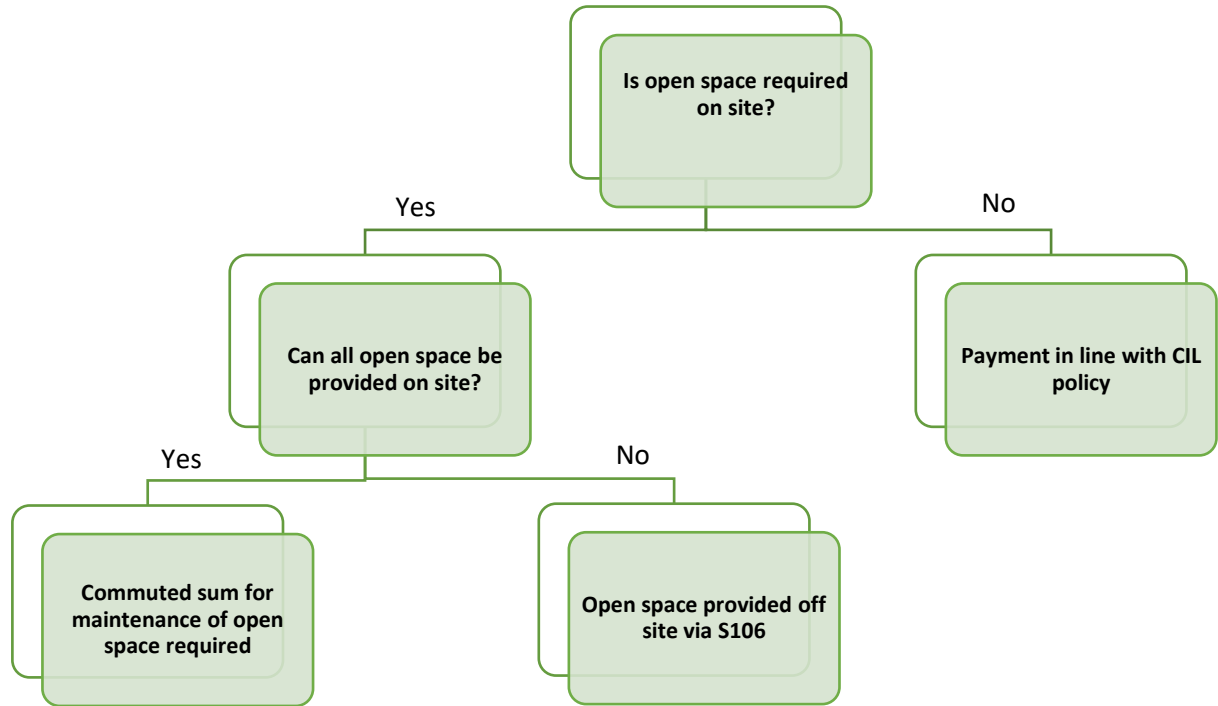 Is open space required
on site?
Yes
No
Can all open space be
provided on site?
Payment in line with CIL
policy
Yes
No
Commuted sum for
maintenance of open
space required
Open space provided off
site via S106